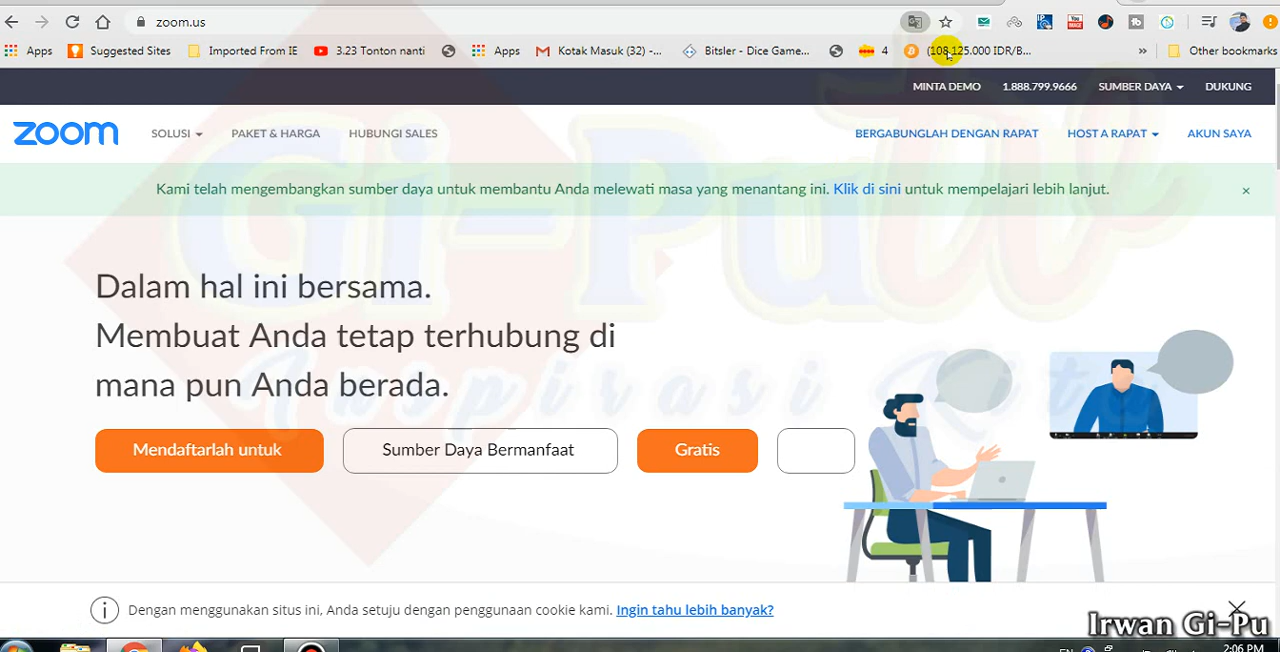 zoom.us
Apps Suggested Sites Imported From IE 3.23 Tonton nanti Apps Kotak Masuk (32) -... Bitsler - Dice Game... 4 (108.125.000 IDR/B... » Other bookmarks
MINTA DEMO 1.888.799.9666 SUMBER DAYA DUKUNG
zoom SOLUSI PAKET & HARGA HUBUNGI SALES BERGABUNGLAH DENGAN RAPAT HOST A RAPAT AKUN SAYA
Kami telah mengembangkan sumber daya untuk membantu Anda melewati masa yang menantang ini. Klik di sini untuk mempelajari lebih lanjut. ×
Gi-Puw
Dalam hal ini bersama.
Membuat Anda tetap terhubung di
mana pun Anda berada.
Inspirasi Kita
Mendaftarlah untuk Sumber Daya Bermanfaat Gratis
Dengan menggunakan situs ini, Anda setuju dengan penggunaan cookie kami. Ingin tahu lebih banyak?
Irwan Gi-Pu
EN 2:06 PM